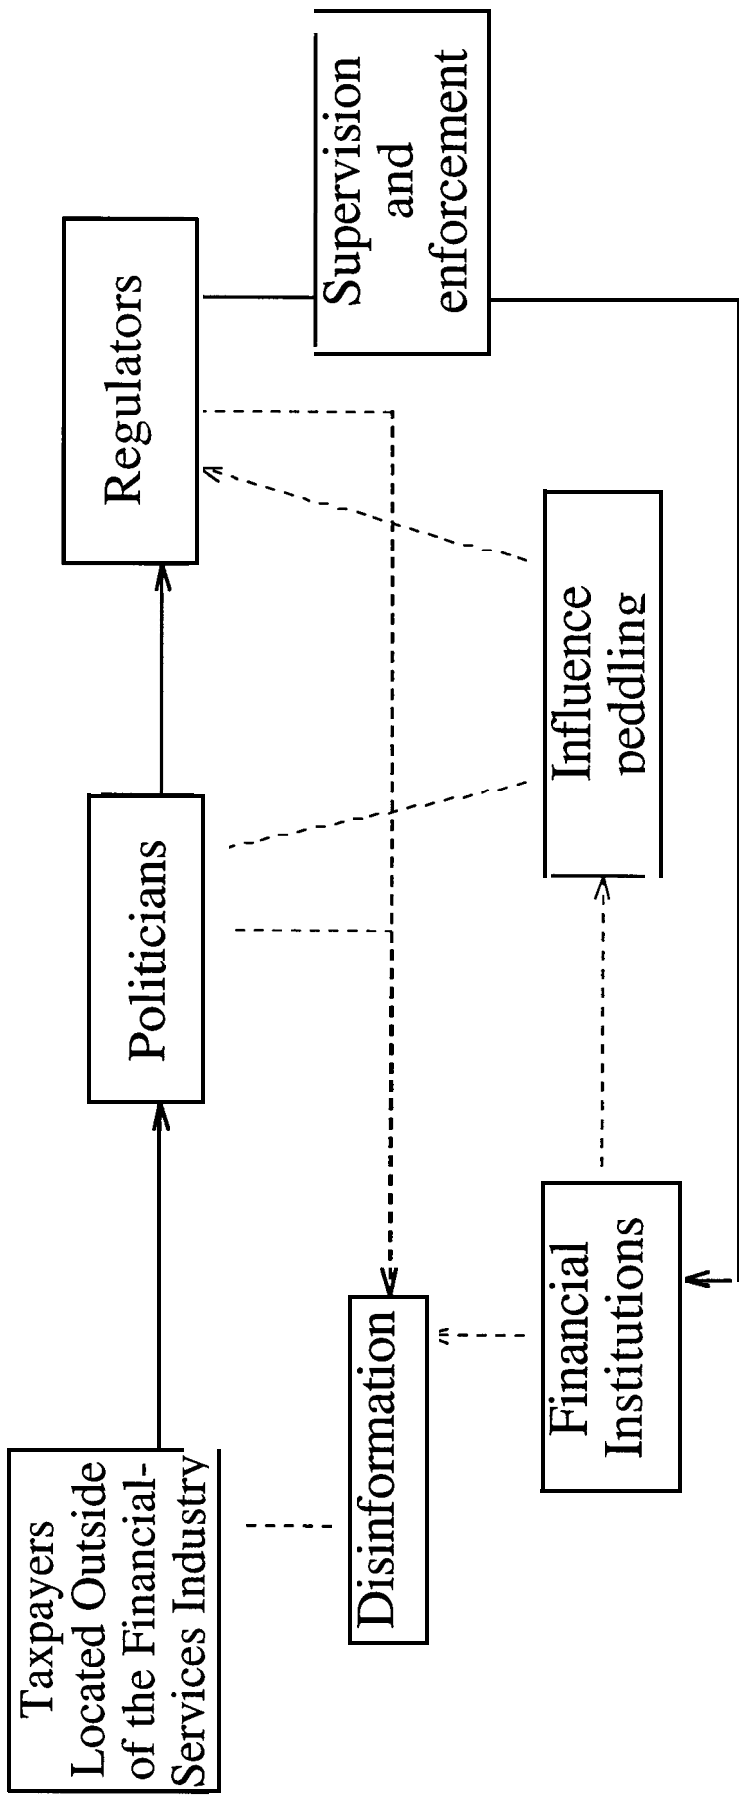 Taxpayers
Located Outside
of the Financial-
Services Industry
Politicians
Regulators
Disinformation
Supervision
and
enforcement
Financial
Institutions
Influence
peddling